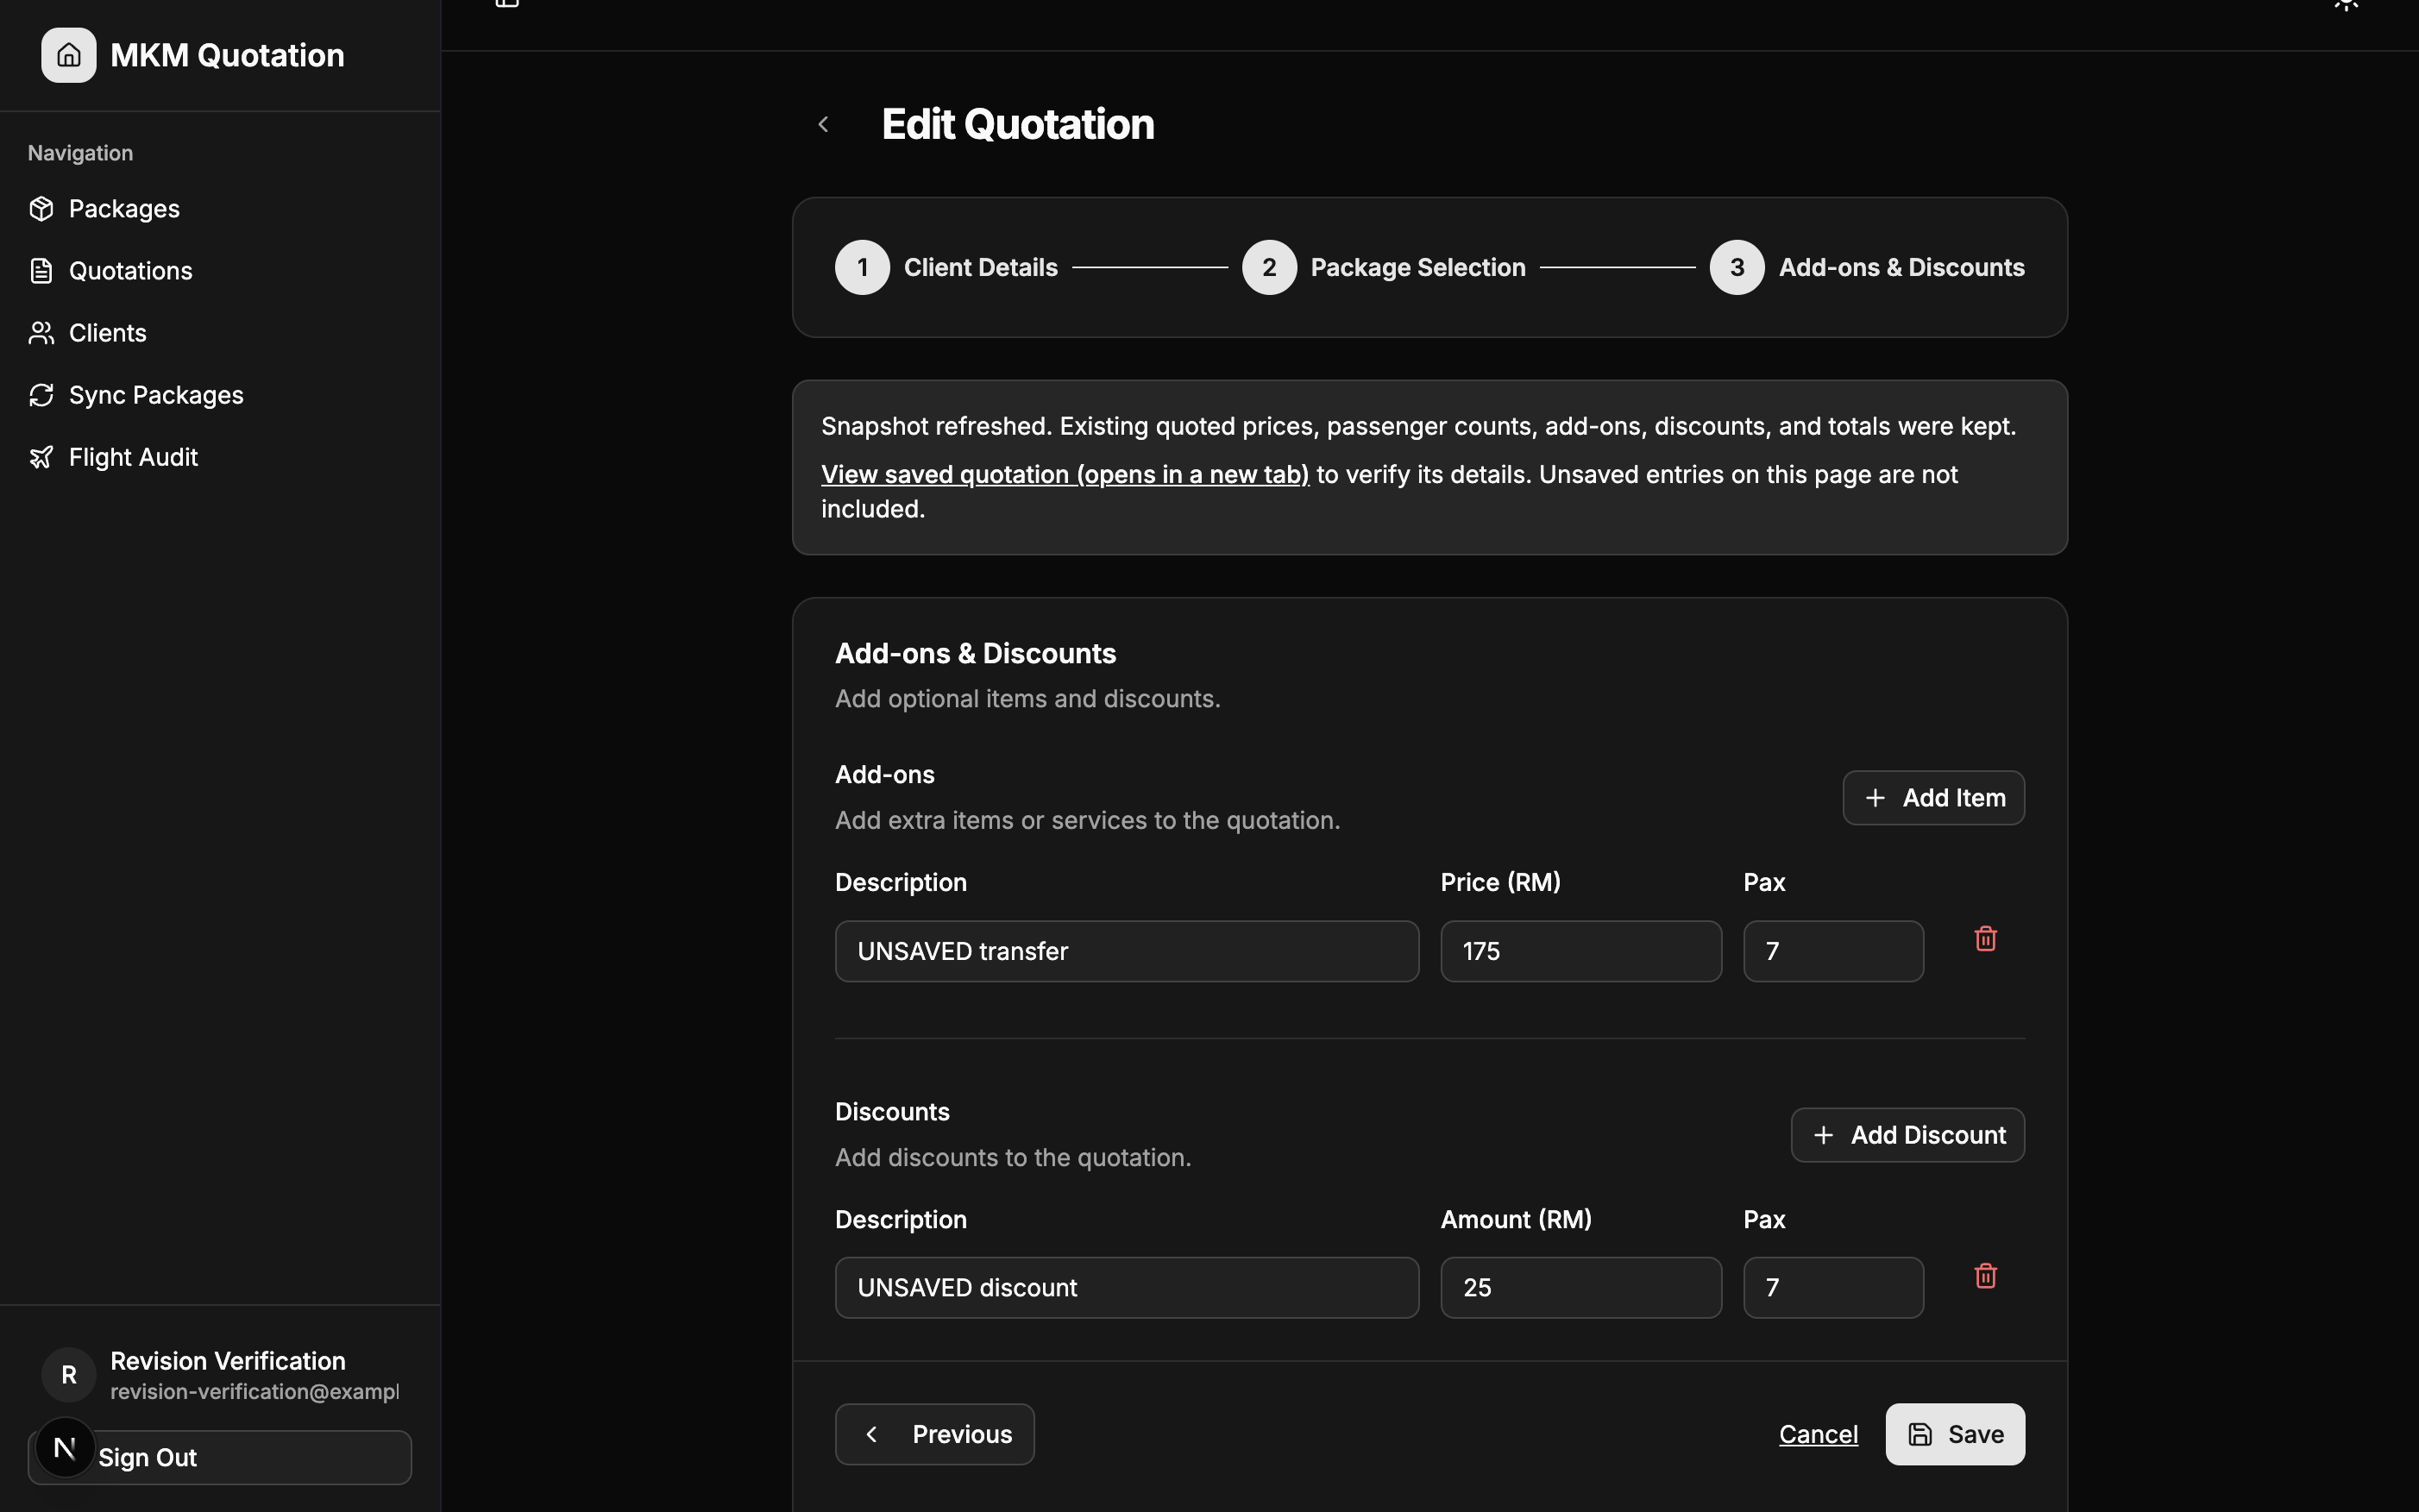 MKM Quotation
Navigation
Packages
Quotations
Clients
Sync Packages
Flight Audit
Revision Verification
R
revision-verification@exampl
N
Sign Out
Edit Quotation
1 Client Details
2 Package Selection
3 Add-ons & Discounts
Snapshot refreshed. Existing quoted prices, passenger counts, add-ons, discounts, and totals were kept.
View saved quotation (opens in a new tab) to verify its details. Unsaved entries on this page are not
included.
Add-ons & Discounts
Add optional items and discounts.
Add-ons
Add extra items or services to the quotation.
Add Item
Description Price (RM) Pax
UNSAVED transfer 175 7
Discounts
Add discounts to the quotation.
Add Discount
Description Amount (RM) Pax
UNSAVED discount 25 7
Previous Cancel Save